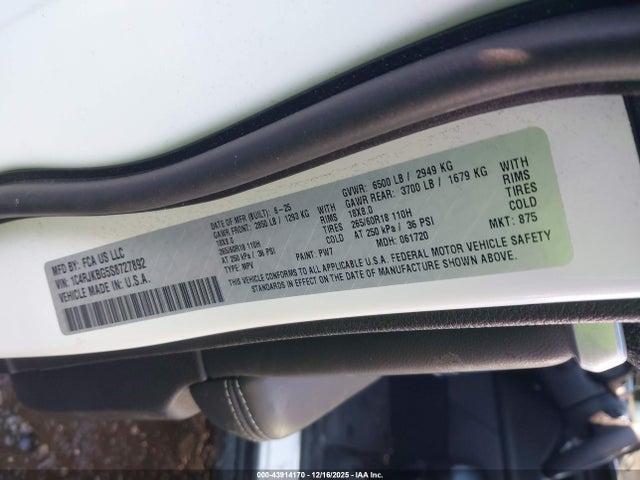 MFD BY: FCA US LLC
DATE OF MFR (BUILT): 9-25
GVWR: 6500 LB / 2949 KG
GAWR FRONT: 2850 LB / 1293 KG WITH
GAWR REAR: 3700 LB / 1679 KG WITH
18X8.0 RIMS
18X8.0 RIMS
265/60R18 110H TIRES
265/60R18 110H TIRES
AT 250 kPa / 36 PSI COLD
AT 250 kPa / 36 PSI COLD
VIN: 1C4RJKBG5S8727892
TYPE: MPV
PAINT: PW7
MDH: 061720
MKT: 875
VEHICLE MADE IN: U.S.A.
THIS VEHICLE CONFORMS TO ALL APPLICABLE U.S.A. FEDERAL MOTOR VEHICLE SAFETY
STANDARDS IN EFFECT ON THE DATE OF MANUFACTURE SHOWN ABOVE.
000-43914170 — 12/16/2025 — IAAI.CA